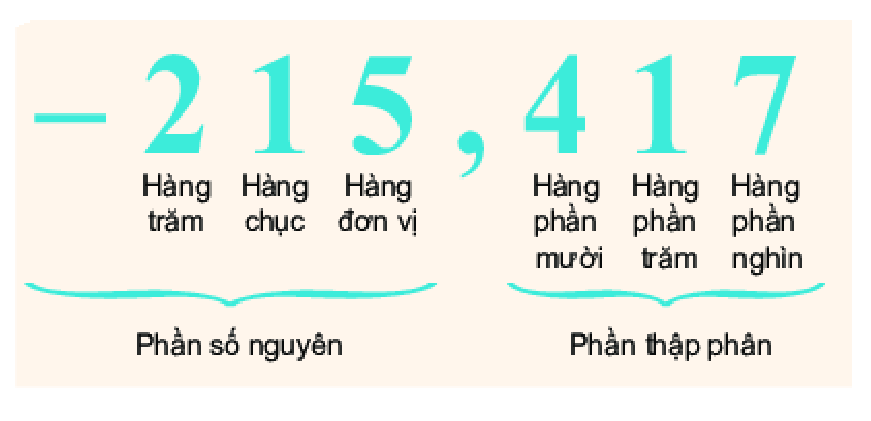 − 215,417
Hàng Hàng Hàng Hàng Hàng Hàng
trăm chục đơn vị phần phần phần
mười trăm nghìn
Phần số nguyên Phần thập phân